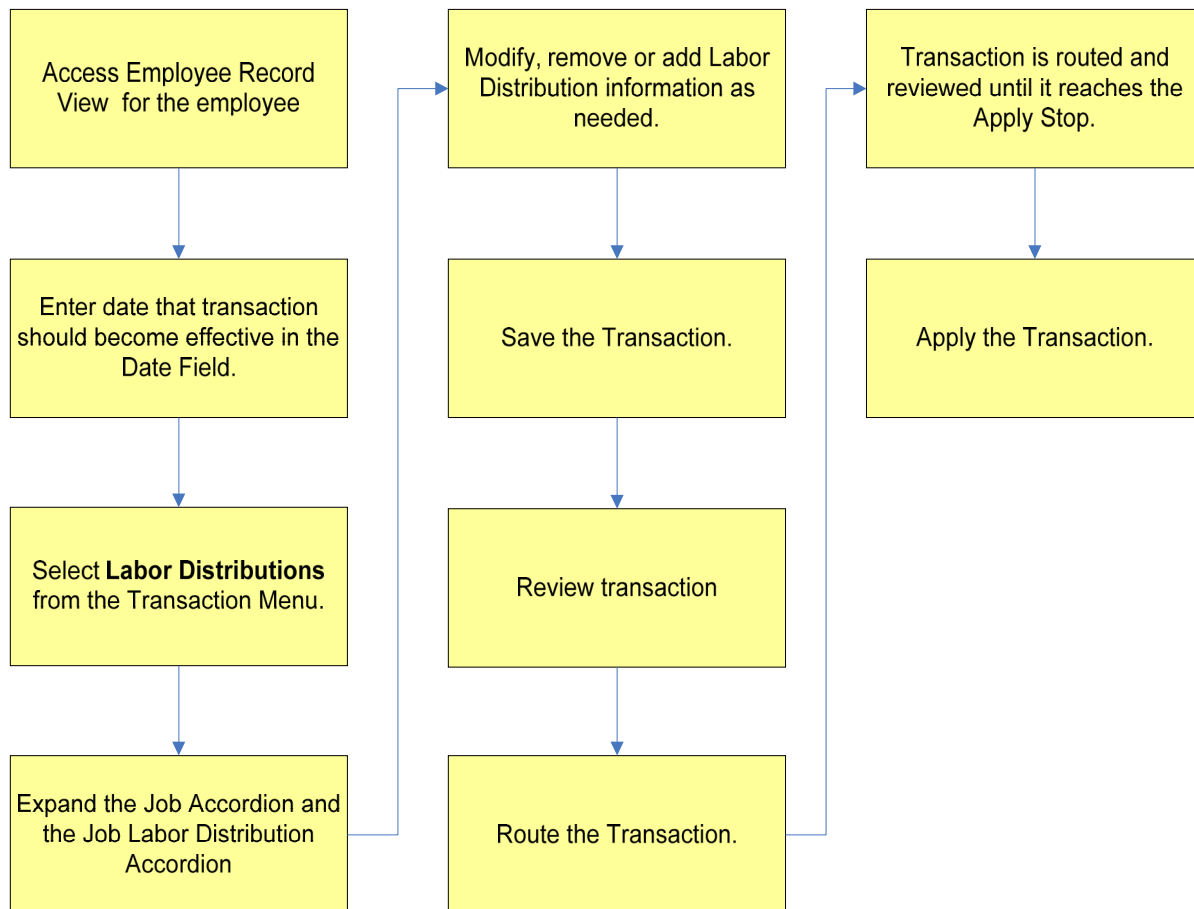 Access Employee Record
View  for the employee
Enter date that transaction
should become effective in the
Date Field.
Select Labor Distributions
from the Transaction Menu.
Expand the Job Accordion and
the Job Labor Distribution
Accordion
Modify, remove or add Labor
Distribution information as
needed.
Save the Transaction.
Review transaction
Route the Transaction.
Transaction is routed and
reviewed until it reaches the
Apply Stop.
Apply the Transaction.